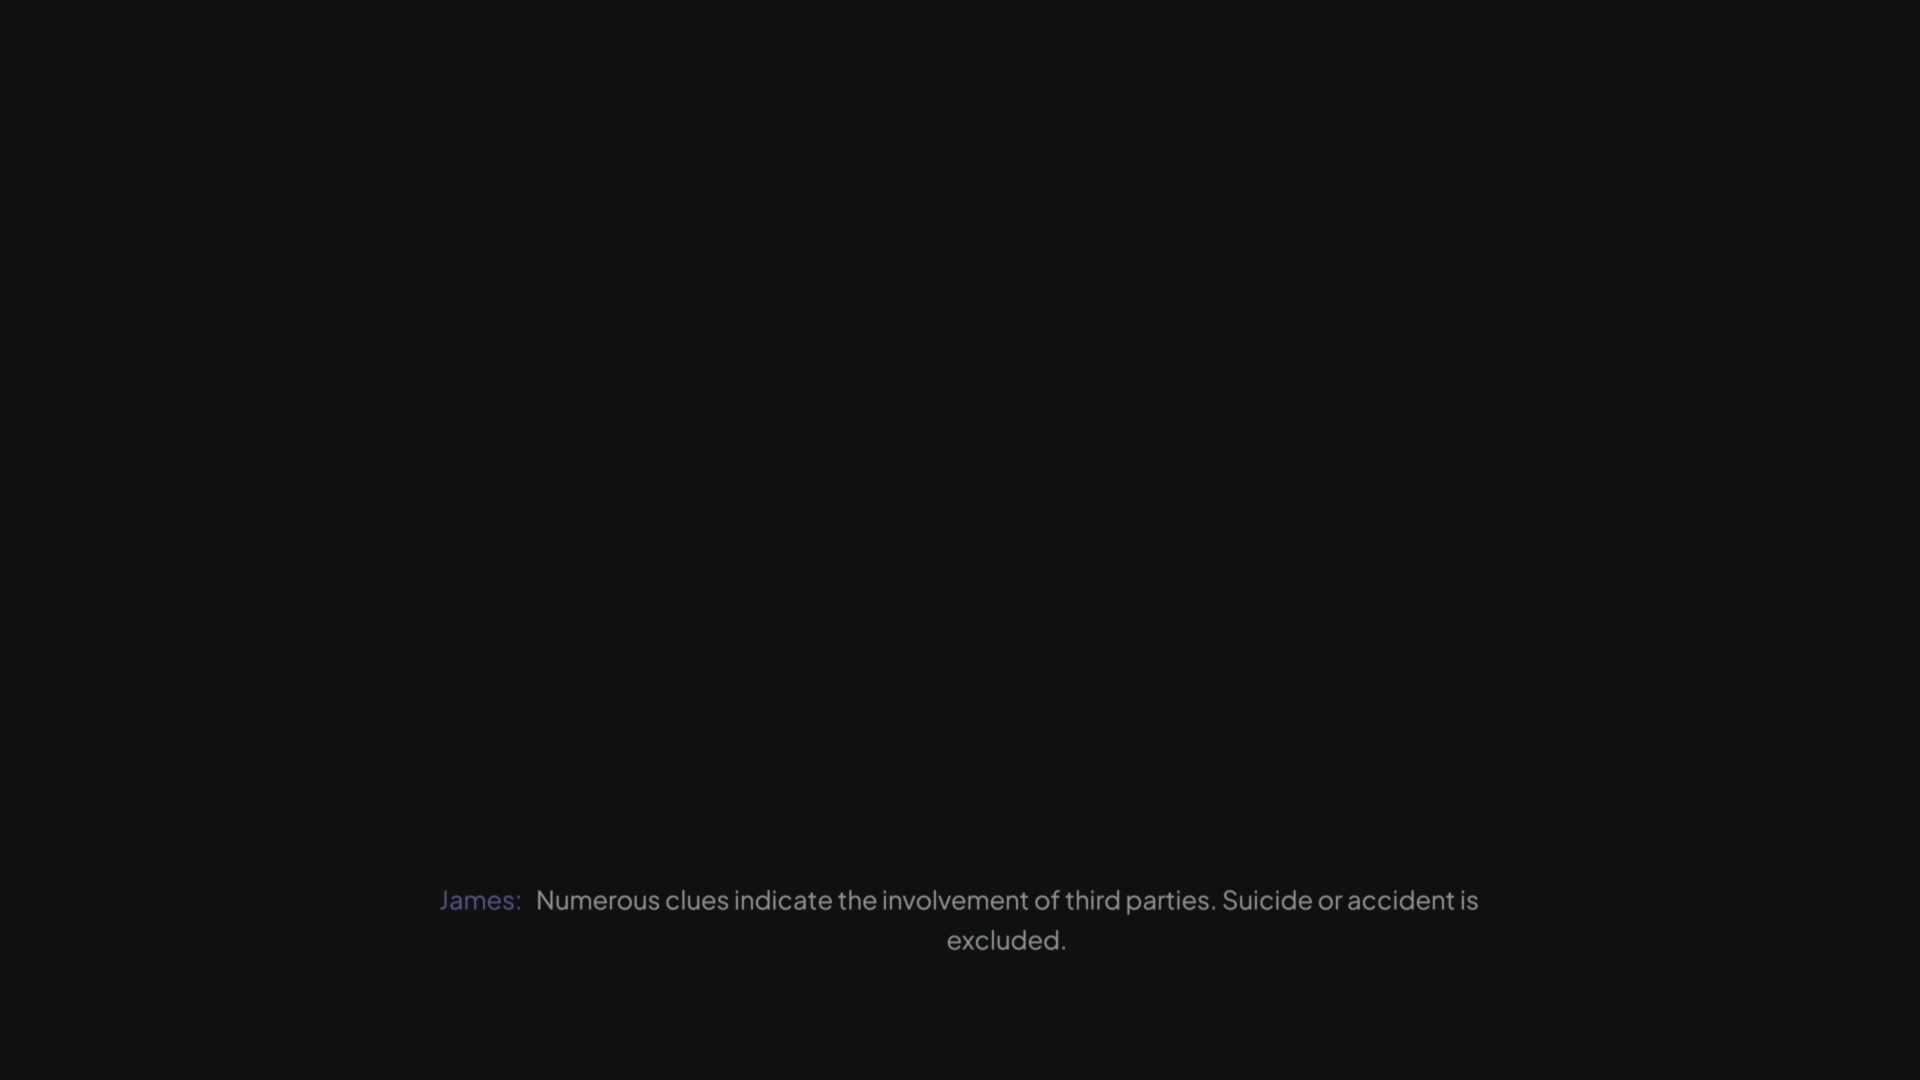 James: Numerous clues indicate the involvement of third parties. Suicide or accident is
excluded.